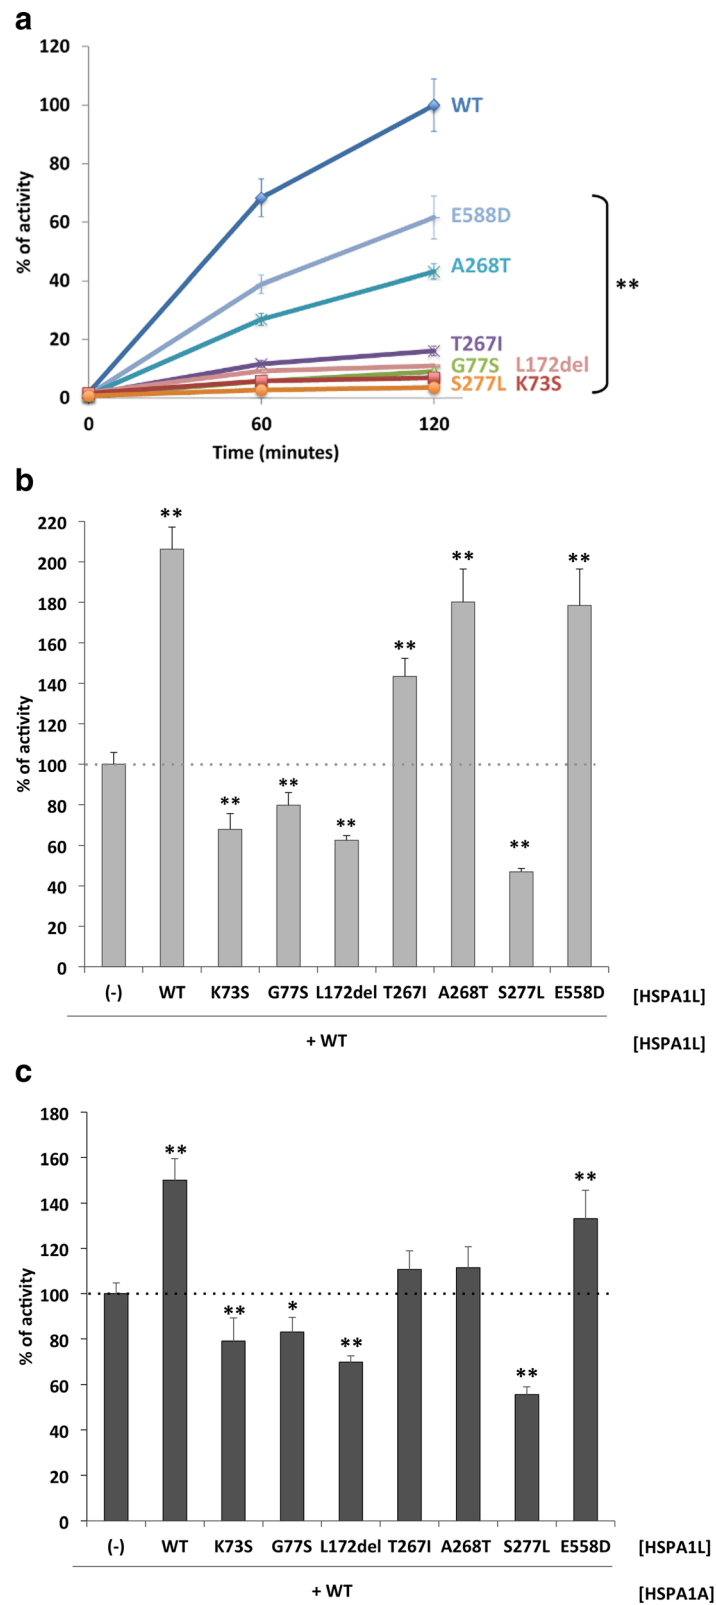 a
120
100
80
60
40
20
0
% of activity
WT
E588D
A268T
T267I
G77S L172del
S277L K73S
**
0 60 120
Time (minutes)
b
220
200
180
160
140
120
100
80
60
40
20
0
% of activity
** ** ** ** ** ** ** **
(-) WT K73S G77S L172del T267I A268T S277L E558D [HSPA1L]
+ WT [HSPA1L]
c
180
160
140
120
100
80
60
40
20
0
% of activity
** ** * ** ** **
(-) WT K73S G77S L172del T267I A268T S277L E558D [HSPA1L]
+ WT [HSPA1A]